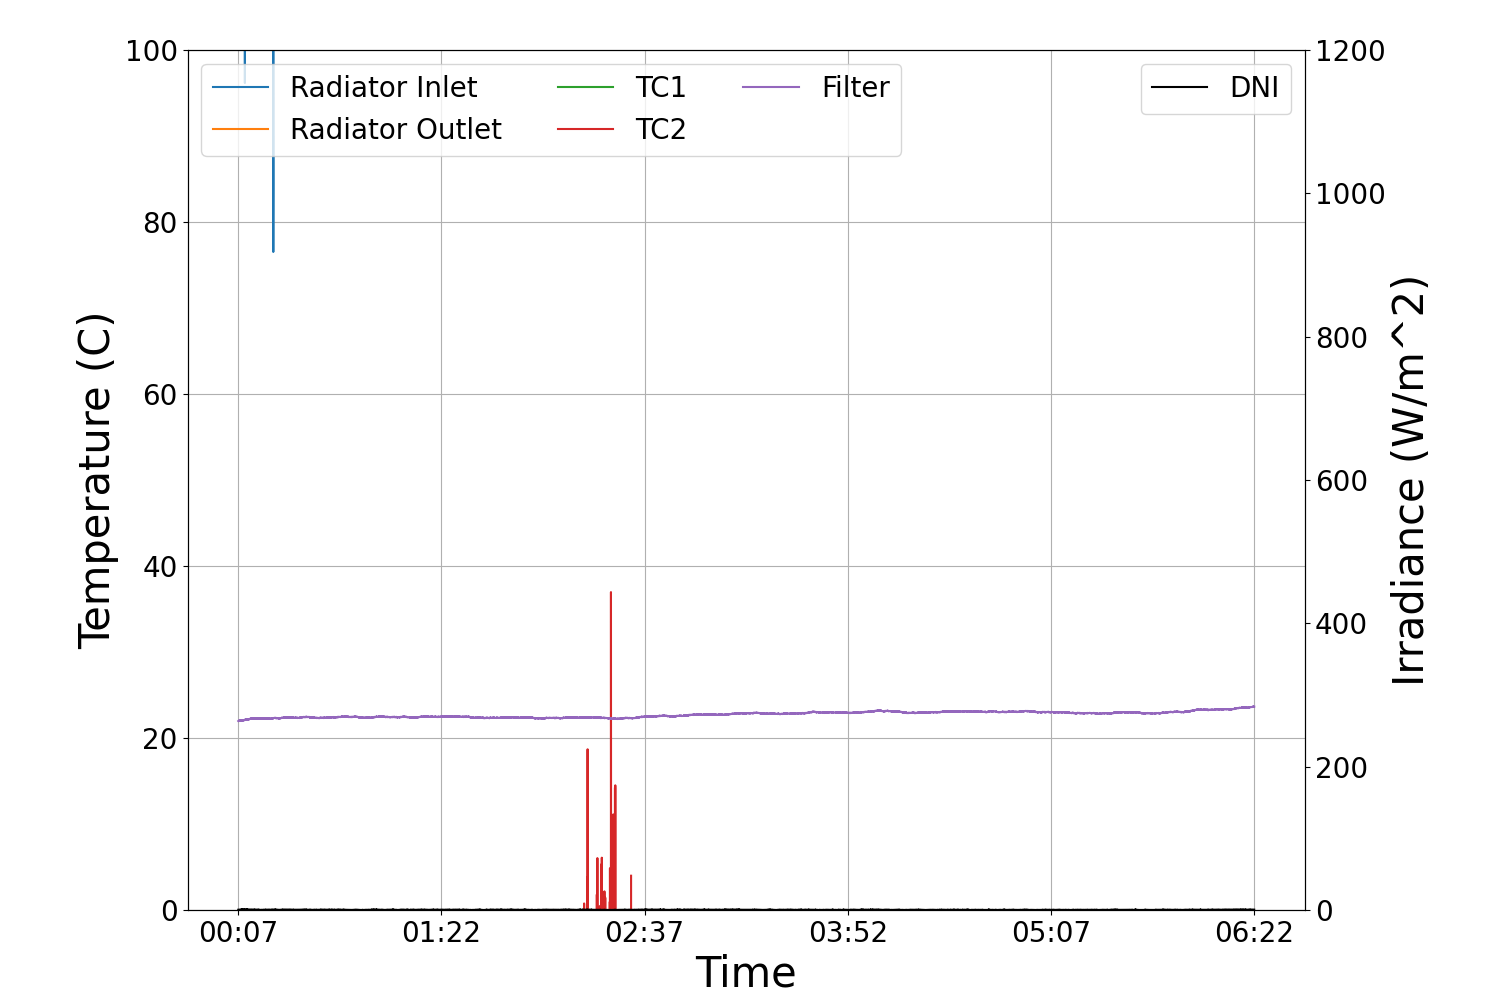 100
80
60
40
20
0
Temperature (C)
Radiator Inlet
Radiator Outlet
TC1
TC2
Filter
DNI
1200
1000
800
600
400
200
0
Irradiance (W/m^2)
00:07 01:22 02:37 03:52 05:07 06:22
Time